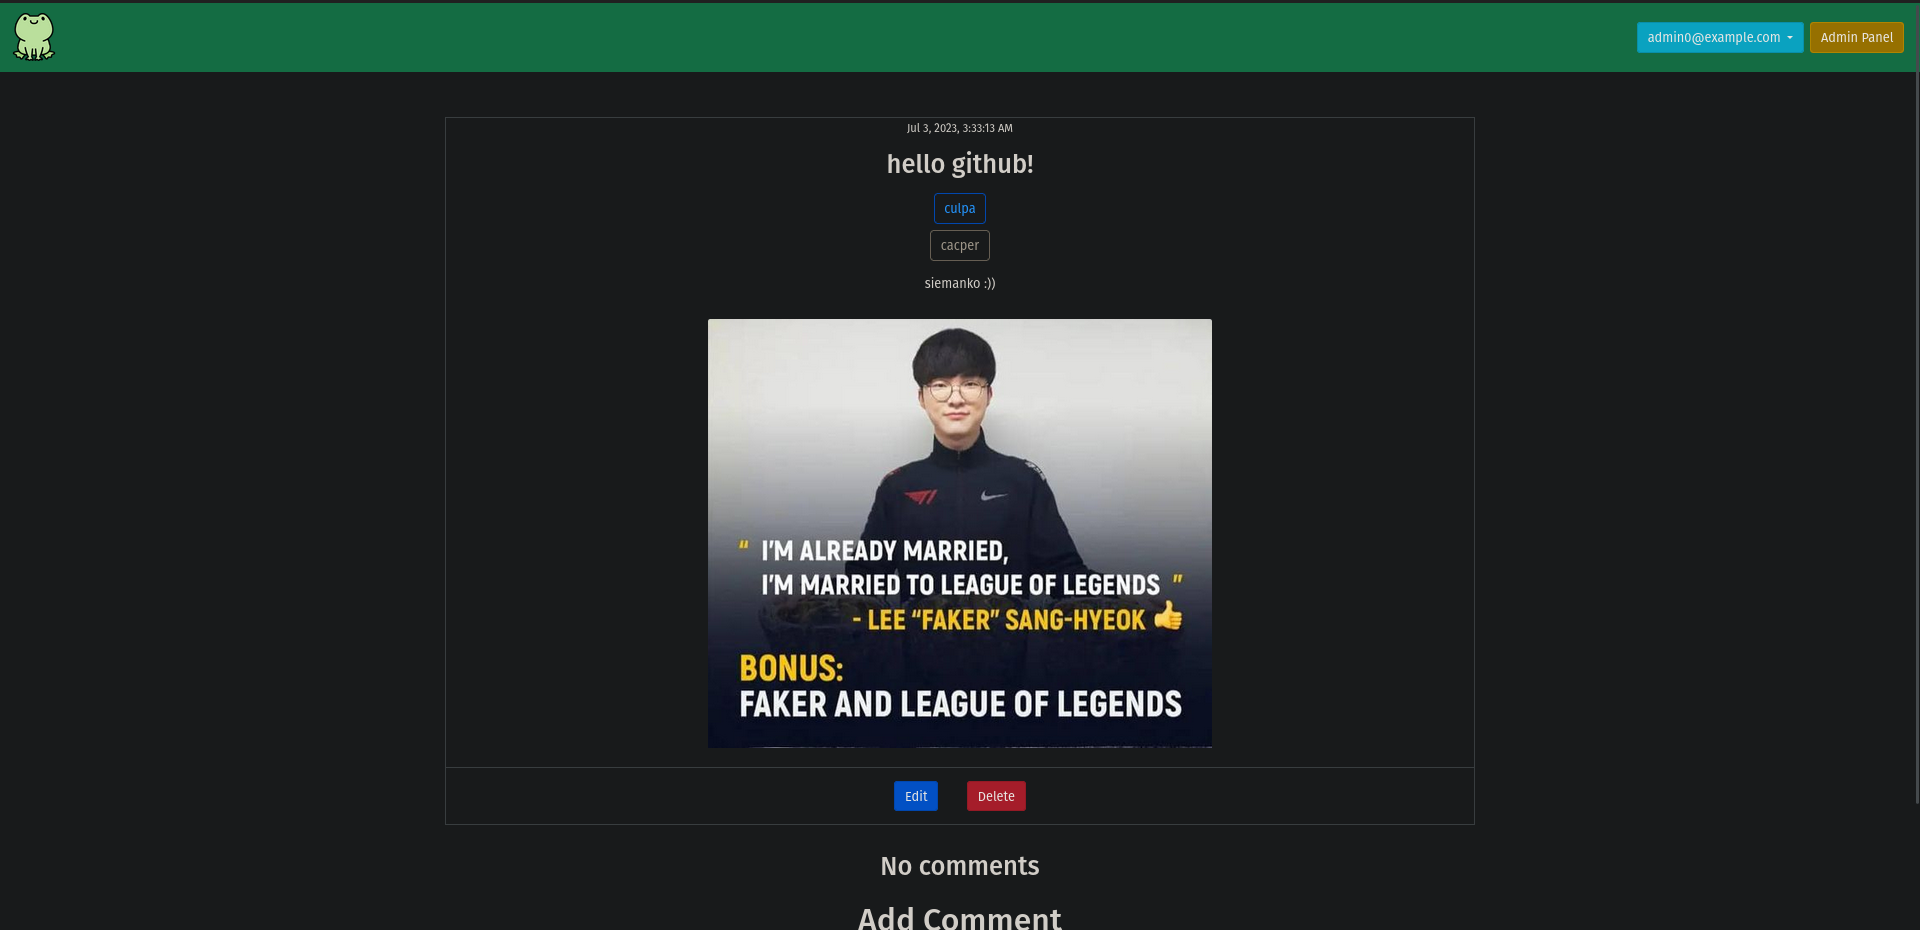 admin0@example.com
Admin Panel
Jul 3, 2023, 3:33:13 AM
hello github!
culpa
cacper
siemanko :))
“ I'M ALREADY MARRIED,
I'M MARRIED TO LEAGUE OF LEGENDS ”
- LEE “FAKER” SANG-HYEOK 👍
BONUS:
FAKER AND LEAGUE OF LEGENDS
Edit
Delete
No comments
Add Comment